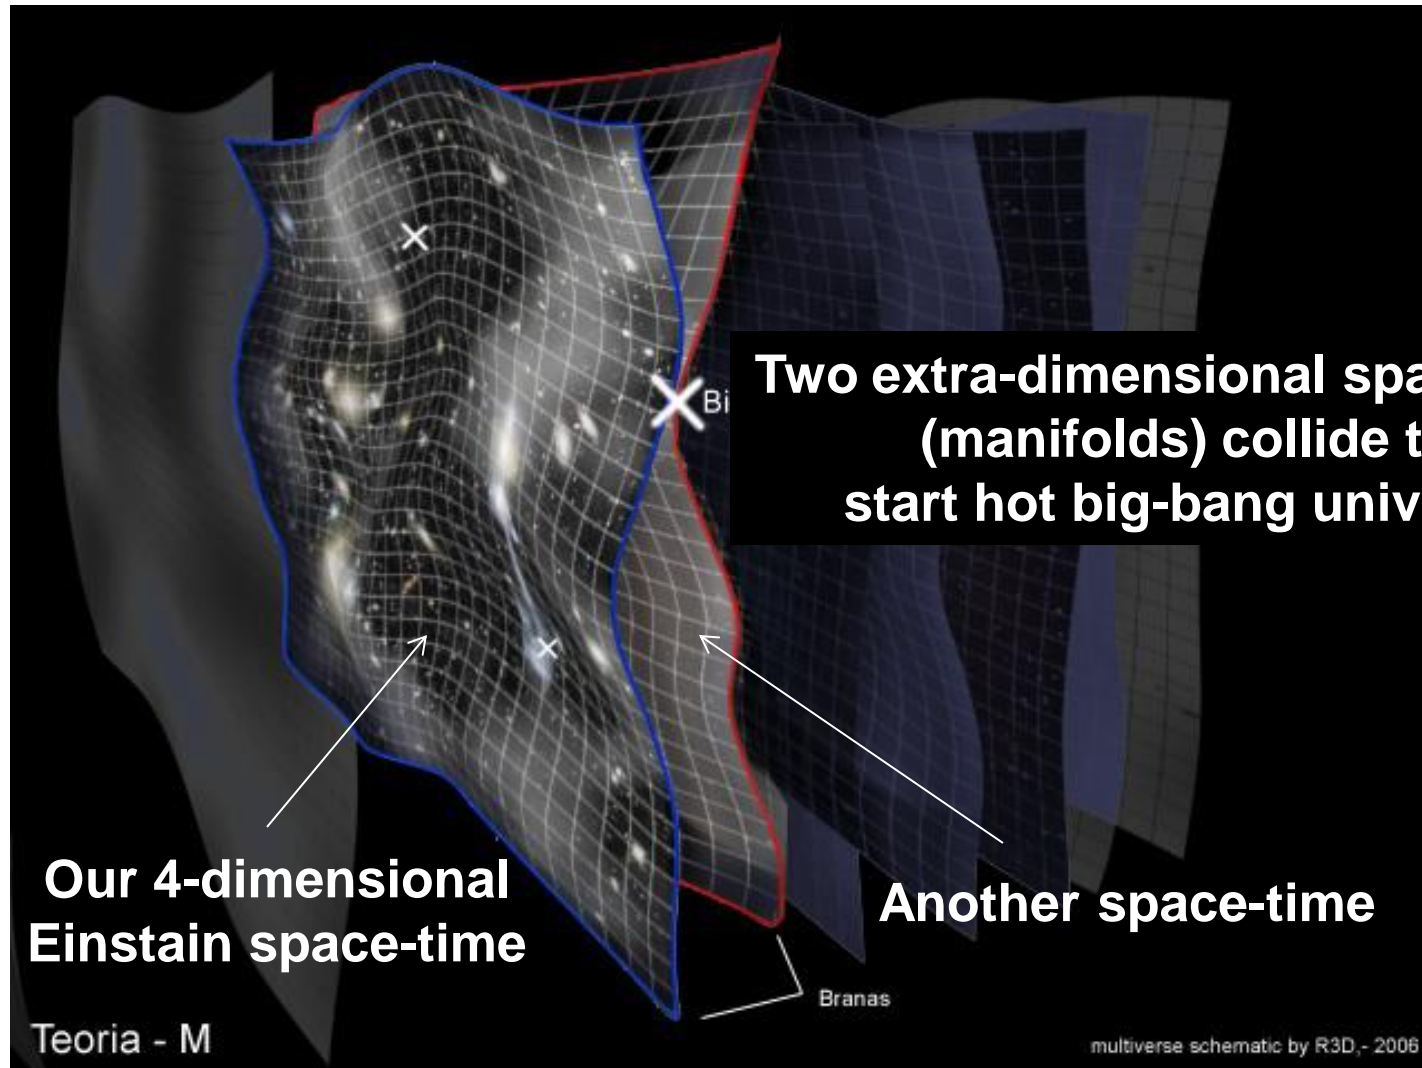 Two extra-dimensional spa
(manifolds) collide t
start hot big-bang univ
Bi
Our 4-dimensional
Einstain space-time
Another space-time
Branas
Teoria - M
multiverse schematic by R3D,- 2006